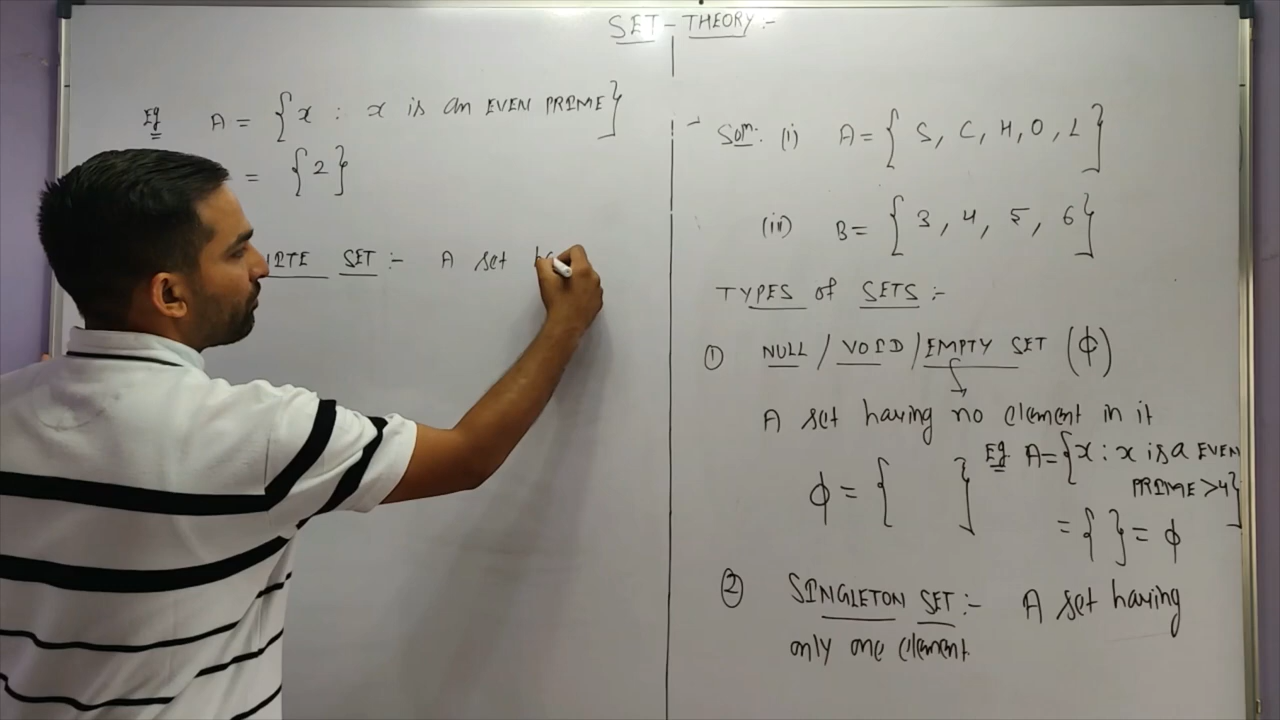 SET - THEORY :-
Eg A = {x : x is an EVEN PRIME}
= {2}
SET :- A set
Som: (i) A = {S, C, H, O, L}
(ii) B = {3, 4, 5, 6}
TYPES of SETS :-
① NULL / VOID / EMPTY SET (ϕ)
A set having no element in it
ϕ = { }
Eg A = {x : x is a EVEN
PRIME > 4}
= { } = ϕ
② SINGLETON SET :- A set having
only one element